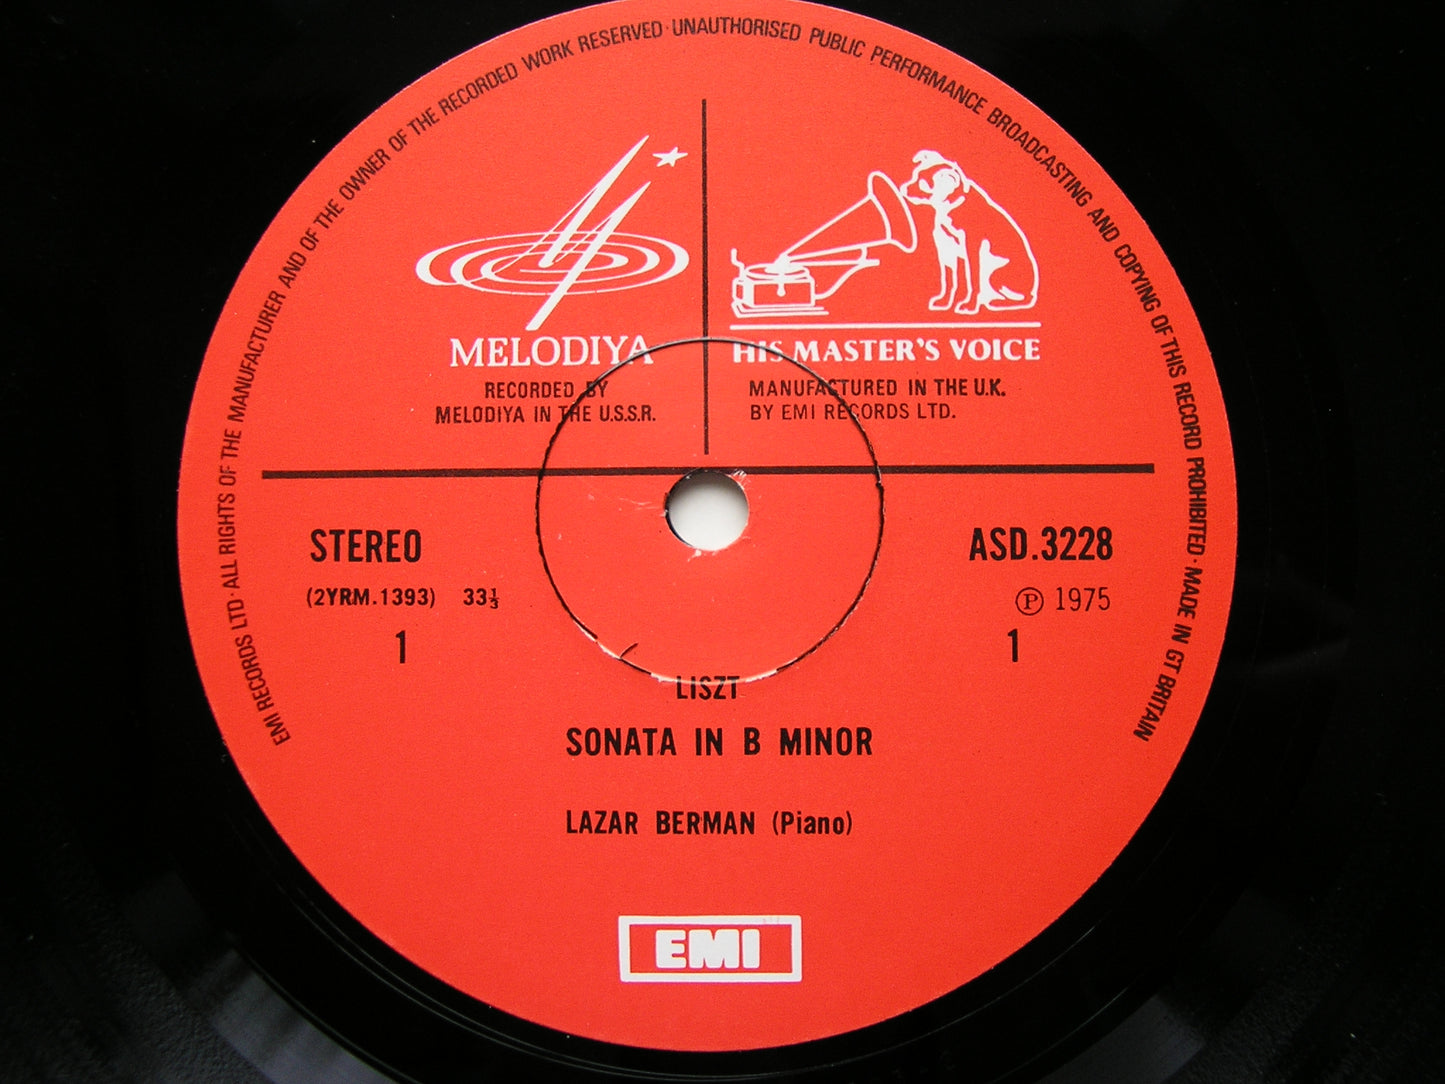 EMI RECORDS LTD · ALL RIGHTS OF THE MANUFACTURER AND OF THE OWNER OF THE RECORDED WORK RESERVED · UNAUTHORISED PUBLIC PERFORMANCE BROADCASTING AND COPYING OF THIS RECORD PROHIBITED · MADE IN GT BRITAIN
MELODIYA
RECORDED BY
MELODIYA IN THE U.S.S.R.
HIS MASTER'S VOICE
MANUFACTURED IN THE U.K.
BY EMI RECORDS LTD.
STEREO
(2YRM.1393) 33⅓
1
ASD.3228
Ⓟ 1975
1
LISZT
SONATA IN B MINOR
LAZAR BERMAN (Piano)
EMI